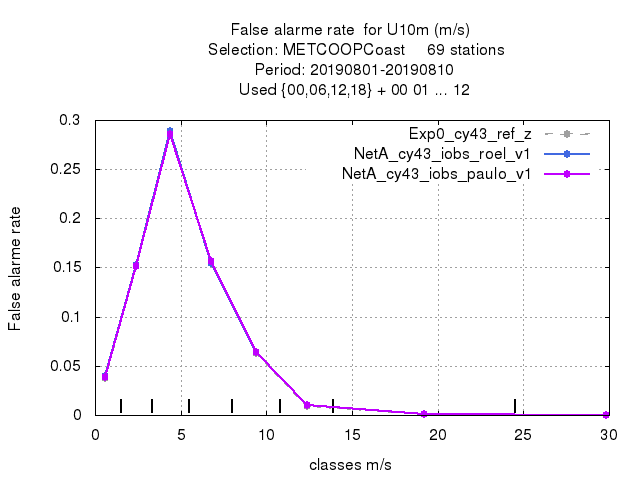 False alarme rate  for U10m (m/s)
Selection: METCOOPCoast     69 stations
Period: 20190801-20190810
Used {00,06,12,18} + 00 01 ... 12
Exp0_cy43_ref_z
NetA_cy43_iobs_roel_v1
NetA_cy43_iobs_paulo_v1
False alarme rate
0.3
0.25
0.2
0.15
0.1
0.05
0
0 5 10 15 20 25 30
classes m/s